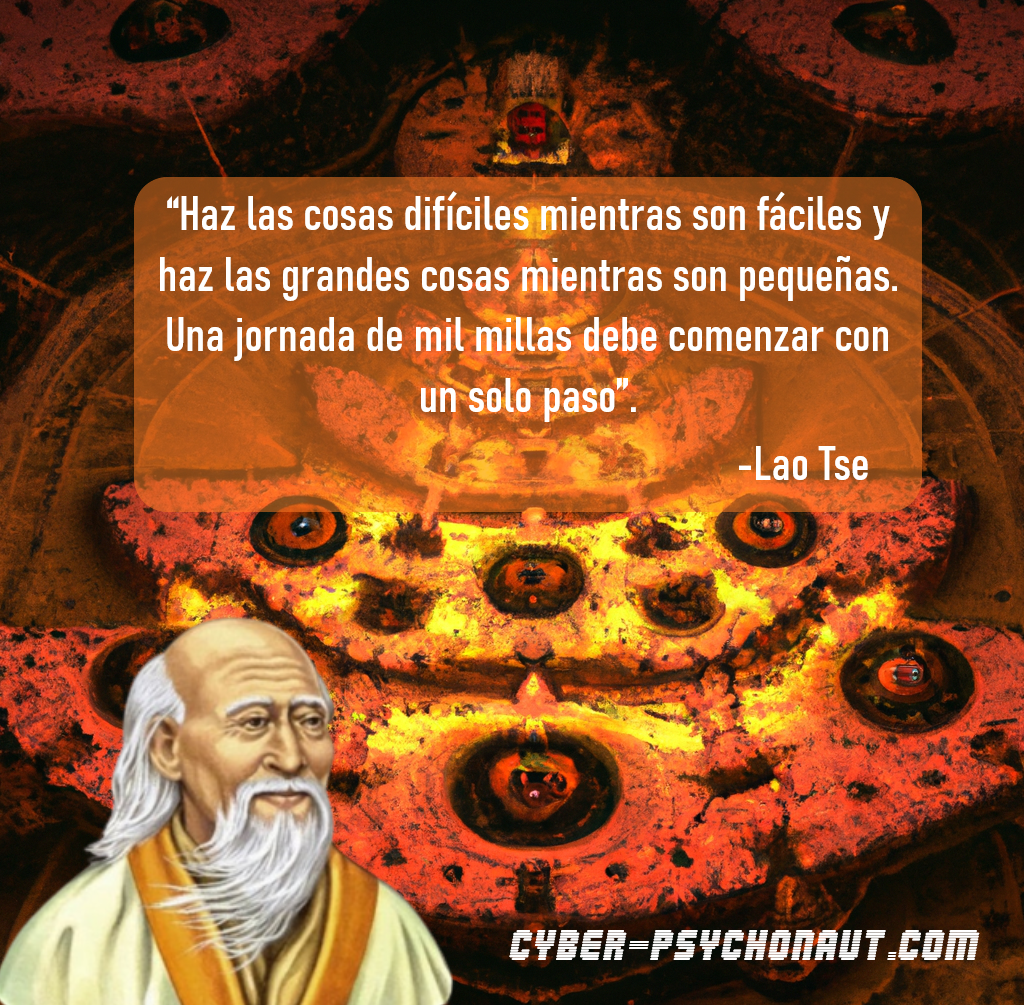 “Haz las cosas difíciles mientras son fáciles y
haz las grandes cosas mientras son pequeñas.
Una jornada de mil millas debe comenzar con
un solo paso”.
-Lao Tse
CYBER-PSYCHONAUT.COM